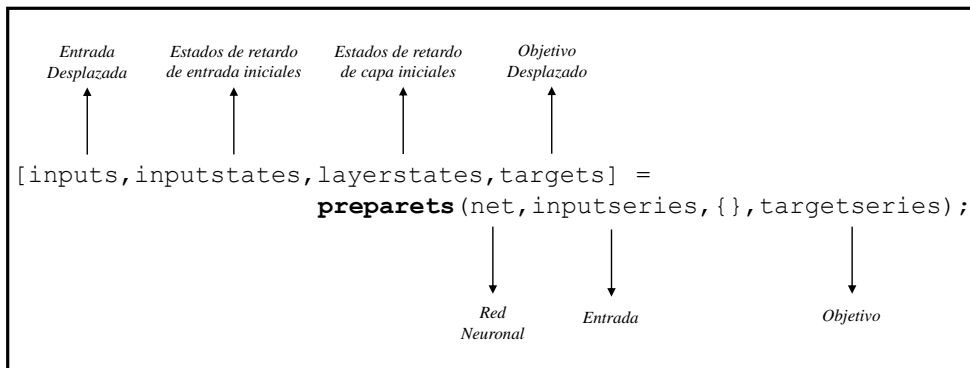 Entrada
Desplazada
Estados de retardo
de entrada iniciales
Estados de retardo
de capa iniciales
Objetivo
Desplazado
[inputs,inputstates,layerstates,targets] =
preparets(net,inputseries,{},targetseries);
Red
Neuronal
Entrada
Objetivo